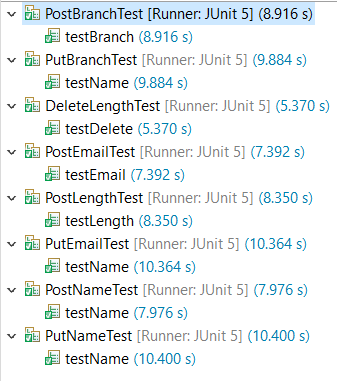 PostBranchTest [Runner: JUnit 5] (8.916 s)
testBranch (8.916 s)
PutBranchTest [Runner: JUnit 5] (9.884 s)
testName (9.884 s)
DeleteLengthTest [Runner: JUnit 5] (5.370 s)
testDelete (5.370 s)
PostEmailTest [Runner: JUnit 5] (7.392 s)
testEmail (7.392 s)
PostLengthTest [Runner: JUnit 5] (8.350 s)
testLength (8.350 s)
PutEmailTest [Runner: JUnit 5] (10.364 s)
testName (10.364 s)
PostNameTest [Runner: JUnit 5] (7.976 s)
testName (7.976 s)
PutNameTest [Runner: JUnit 5] (10.400 s)
testName (10.400 s)